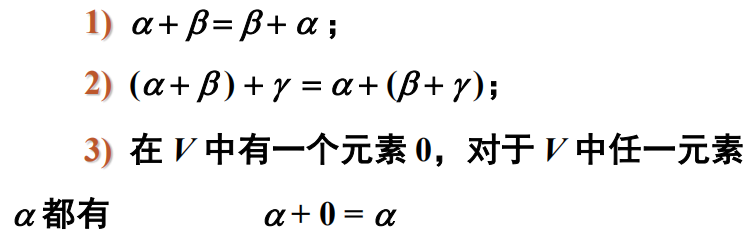 1) α + β = β + α ;
2) (α + β) + γ = α + (β + γ);
3) 在 V 中有一个元素 0，对于 V 中任一元素
α 都有 α + 0 = α